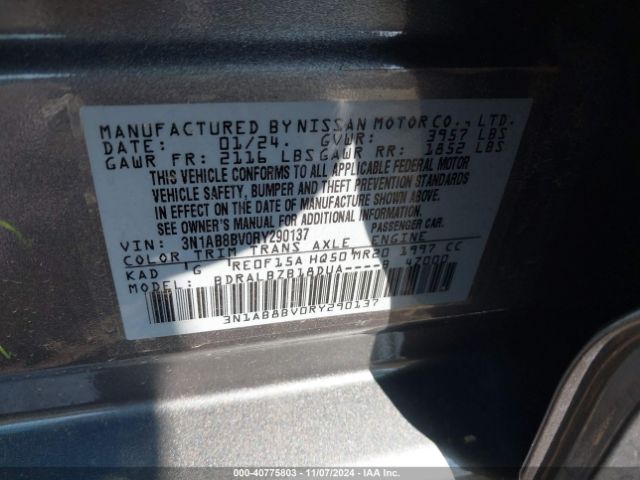 MANUFACTURED BY NISSAN MOTOR CO., LTD.
DATE: 01/24. GVWR: 3957 LBS
GAWR FR: 2116 LBS GAWR RR: 1852 LBS
THIS VEHICLE CONFORMS TO ALL APPLICABLE FEDERAL MOTOR
VEHICLE SAFETY, BUMPER AND THEFT PREVENTION STANDARDS
IN EFFECT ON THE DATE OF MANUFACTURE SHOWN ABOVE.
SEE OWNER'S MANUAL FOR ADDITIONAL INFORMATION.
VIN: 3N1AB8BV0RY290137 PASSENGER CAR.
COLOR TRIM TRANS AXLE ENGINE
KAD G RE0F15A HQ50 MR20 1997 CC
MODEL: BDRALBZB18DUA----B 47000
3N1AB8BV0RY290137
000-40775803 - 11/07/2024 - IAA Inc.